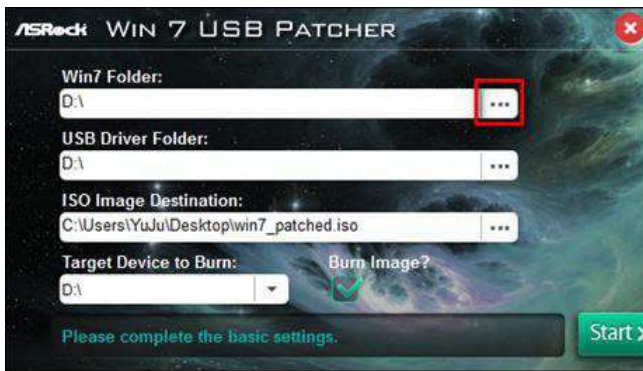 ASRock WIN 7 USB PATCHER
Win7 Folder:
D:\
USB Driver Folder:
D:\
ISO Image Destination:
C:\Users\YuJu\Desktop\win7_patched.iso
Target Device to Burn: Burn Image?
D:\
Please complete the basic settings.
Start